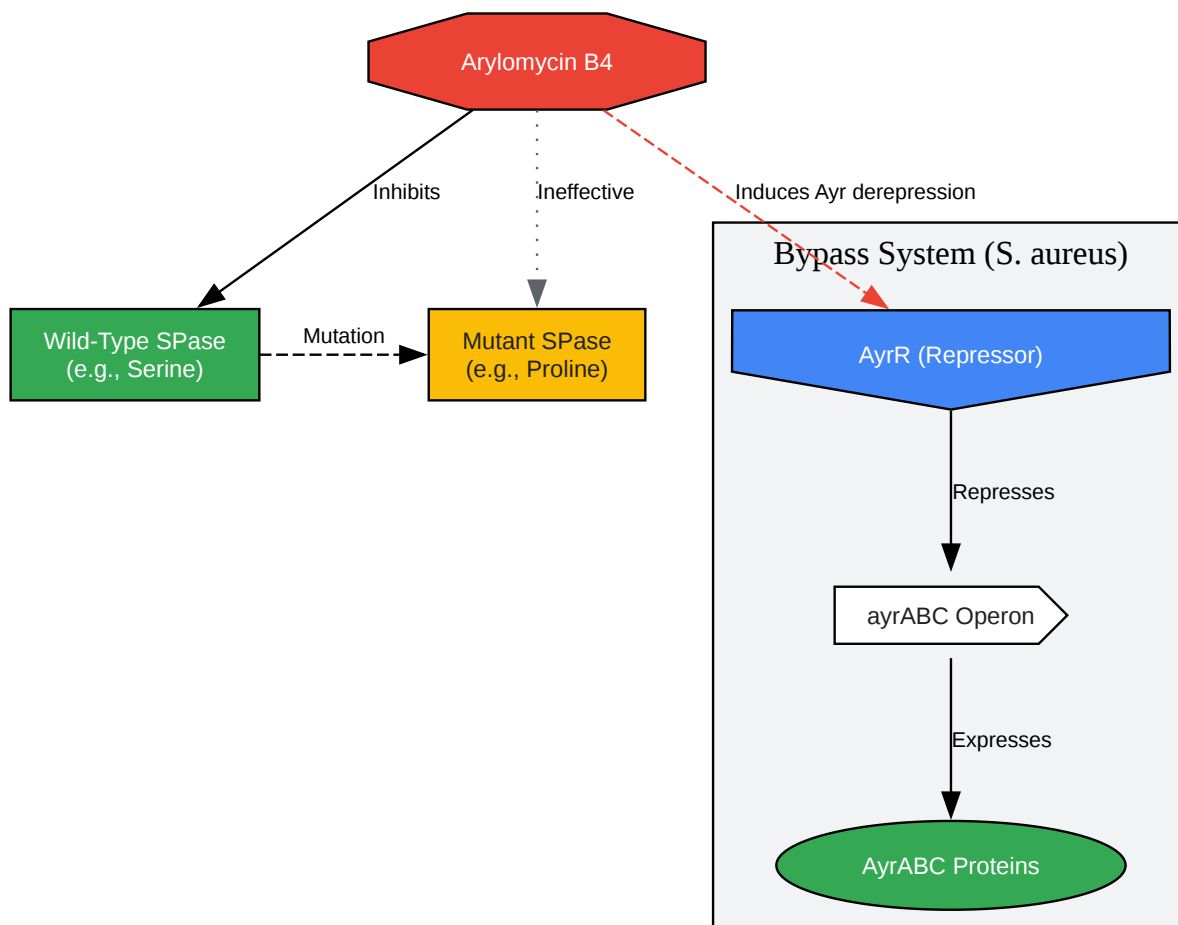 Arylomycin B4
Inhibits
Ineffective
Induces Ayr derepression
Bypass System (S. aureus)
Wild-Type SPase
(e.g., Serine)
Mutation
Mutant SPase
(e.g., Proline)
AyrR (Repressor)
Represses
ayrABC Operon
Expresses
AyrABC Proteins